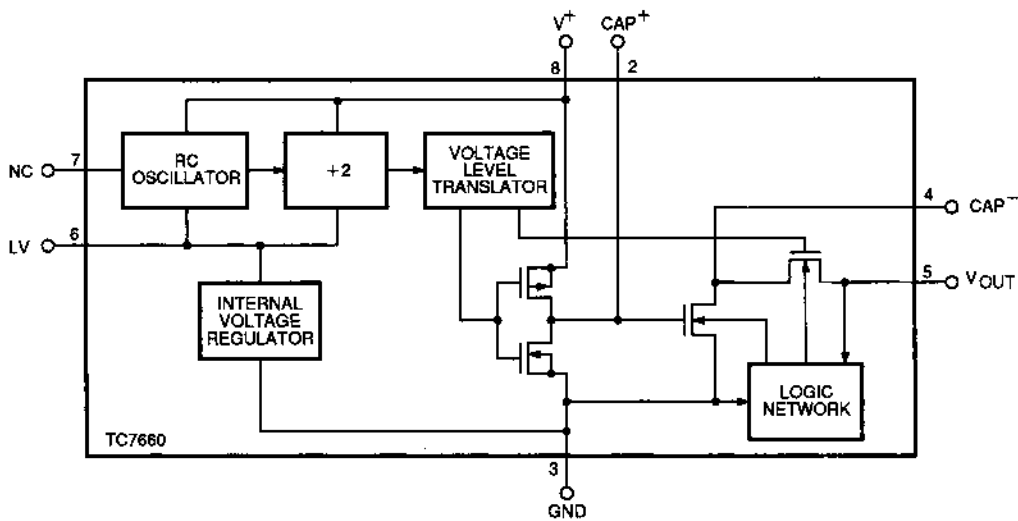 V+
CAP+
8
2
NC
7
RC
OSCILLATOR
+2
VOLTAGE
LEVEL
TRANSLATOR
4
CAP–
LV
6
5
VOUT
INTERNAL
VOLTAGE
REGULATOR
LOGIC
NETWORK
TC7660
3
GND